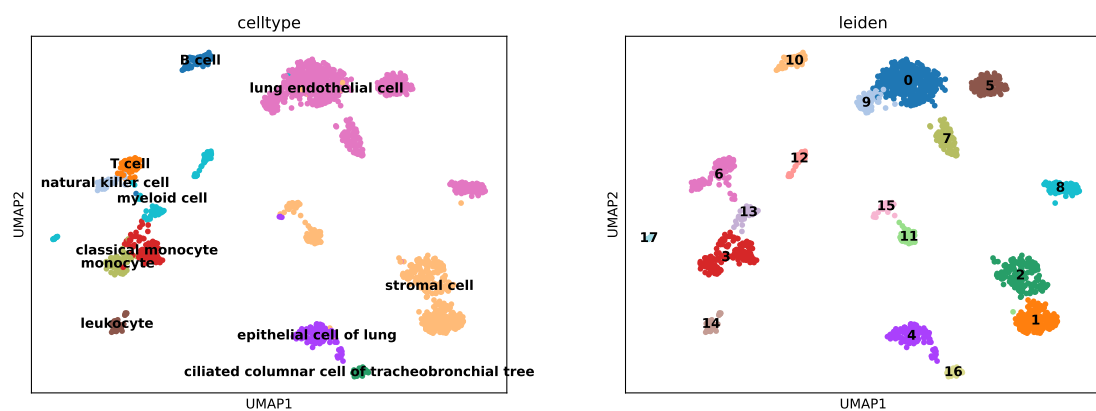 celltype
B cell
lung endothelial cell
T cell
natural killer cell
myeloid cell
classical monocyte
monocyte
stromal cell
leukocyte
epithelial cell of lung
ciliated columnar cell of tracheobronchial tree
UMAP1
UMAP2
leiden
10
0
5
9
7
12
6
8
15
13
11
17
3
2
14
1
4
16
UMAP1
UMAP2